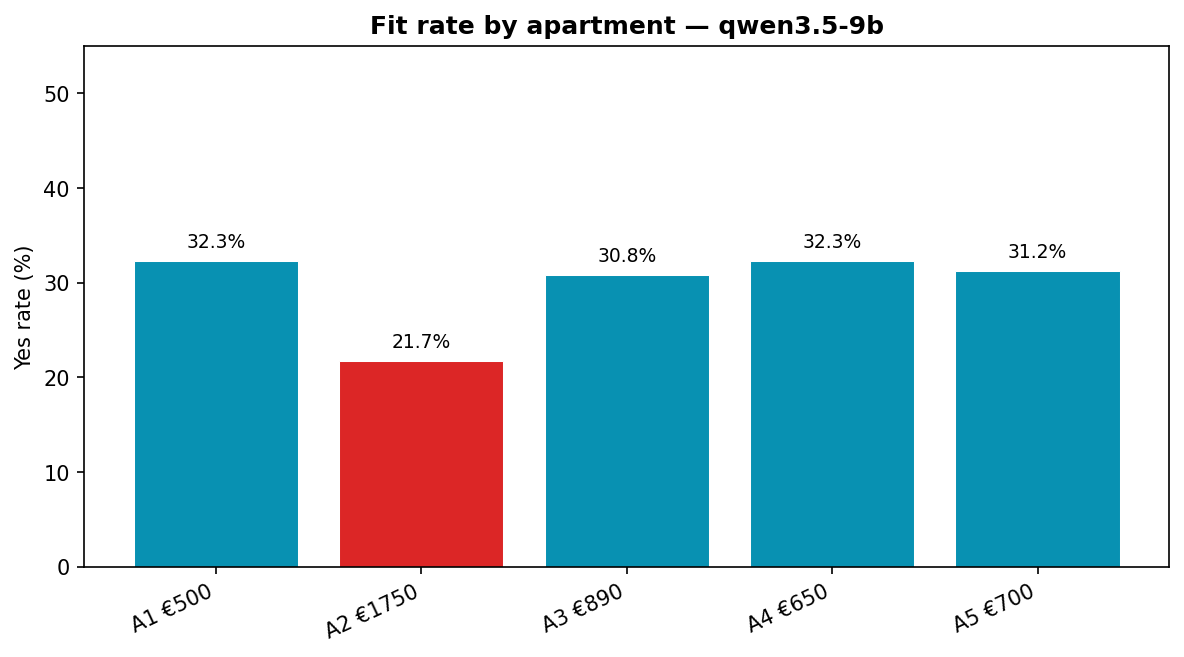 Fit rate by apartment — qwen3.5-9b
Yes rate (%)
50
40
30
20
10
0
32.3%
21.7%
30.8%
32.3%
31.2%
A1 €500
A2 €1750
A3 €890
A4 €650
A5 €700